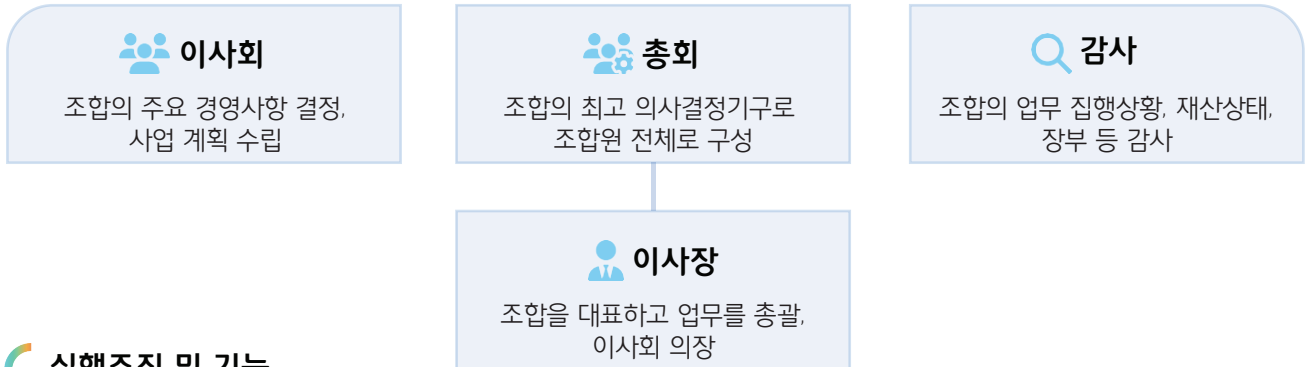 이사회
조합의 주요 경영사항 결정,
사업 계획 수립
총회
조합의 최고 의사결정기구로
조합원 전체로 구성
감사
조합의 업무 집행상황, 재산상태,
장부 등 감사
이사장
조합을 대표하고 업무를 총괄,
이사회 의장